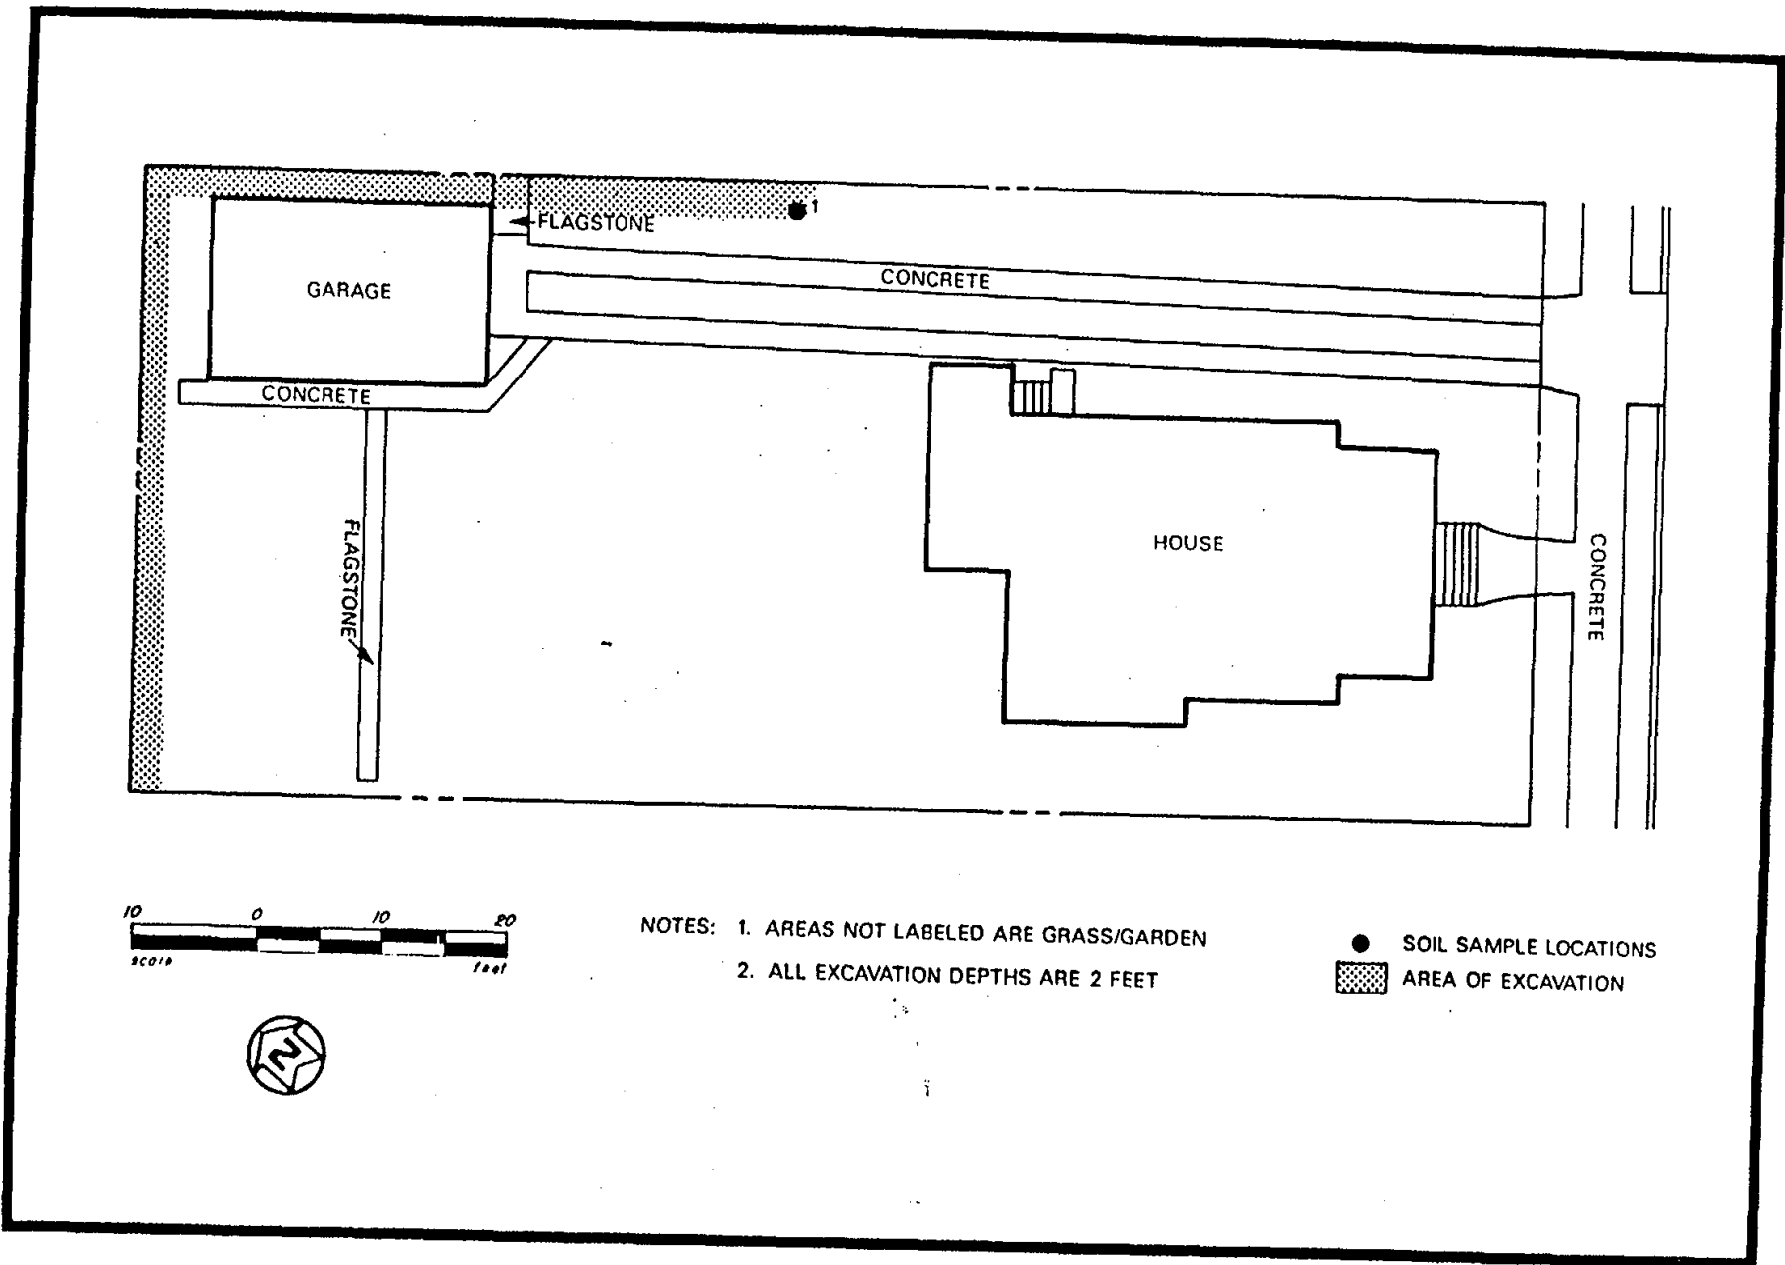 1
FLAGSTONE
CONCRETE
GARAGE
CONCRETE
FLAGSTONE
HOUSE
CONCRETE
10 0 10 20
scale feet
NOTES: 1. AREAS NOT LABELED ARE GRASS/GARDEN
2. ALL EXCAVATION DEPTHS ARE 2 FEET
SOIL SAMPLE LOCATIONS
AREA OF EXCAVATION
N